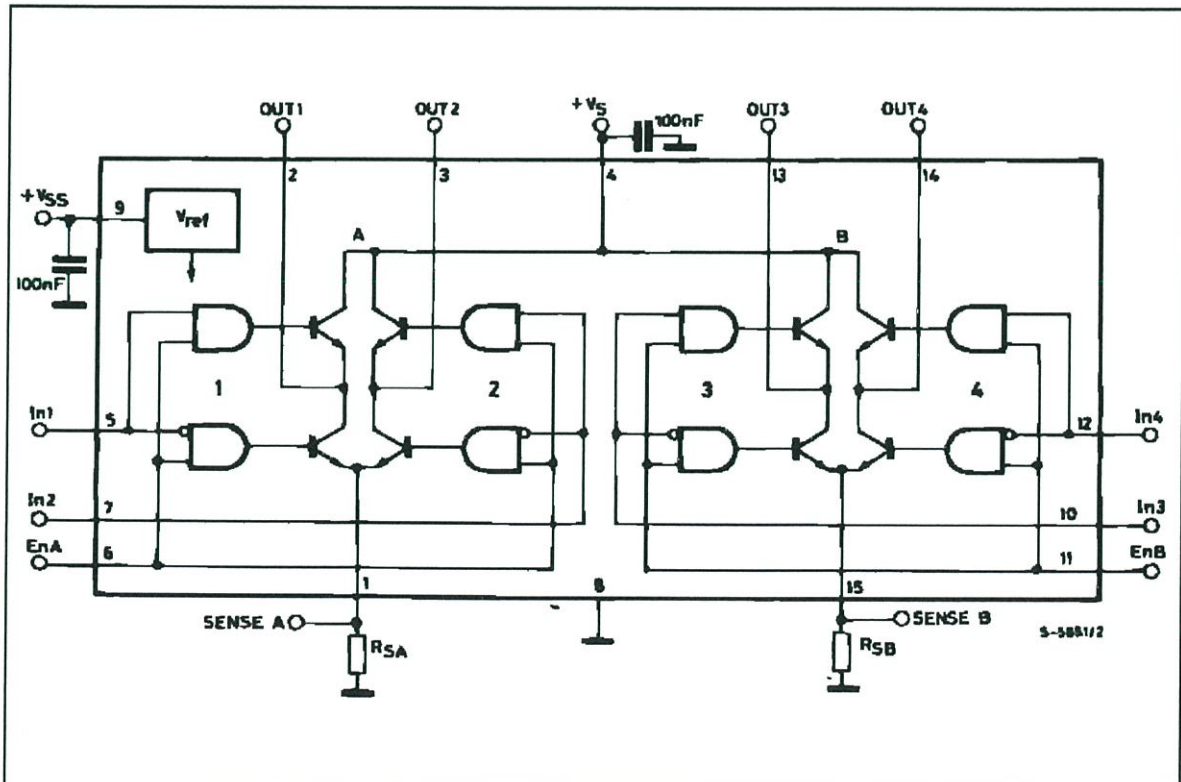 OUT1
OUT2
+VS
100nF
OUT3
OUT4
2
3
4
13
14
+VSS
9
Vref
A
B
100nF
1
2
3
4
In1
5
12
In4
In2
7
10
In3
EnA
6
11
EnB
1
8
15
SENSE A
SENSE B
RSA
RSB
S-5881/2